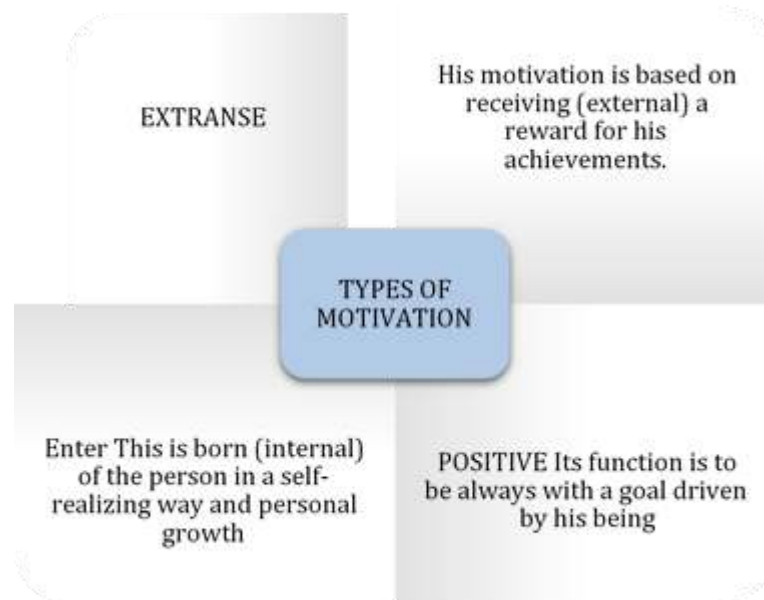 EXTRANSE
His motivation is based on
receiving (external) a
reward for his
achievements.
TYPES OF
MOTIVATION
Enter This is born (internal)
of the person in a self-
realizing way and personal
growth
POSITIVE Its function is to
be always with a goal driven
by his being